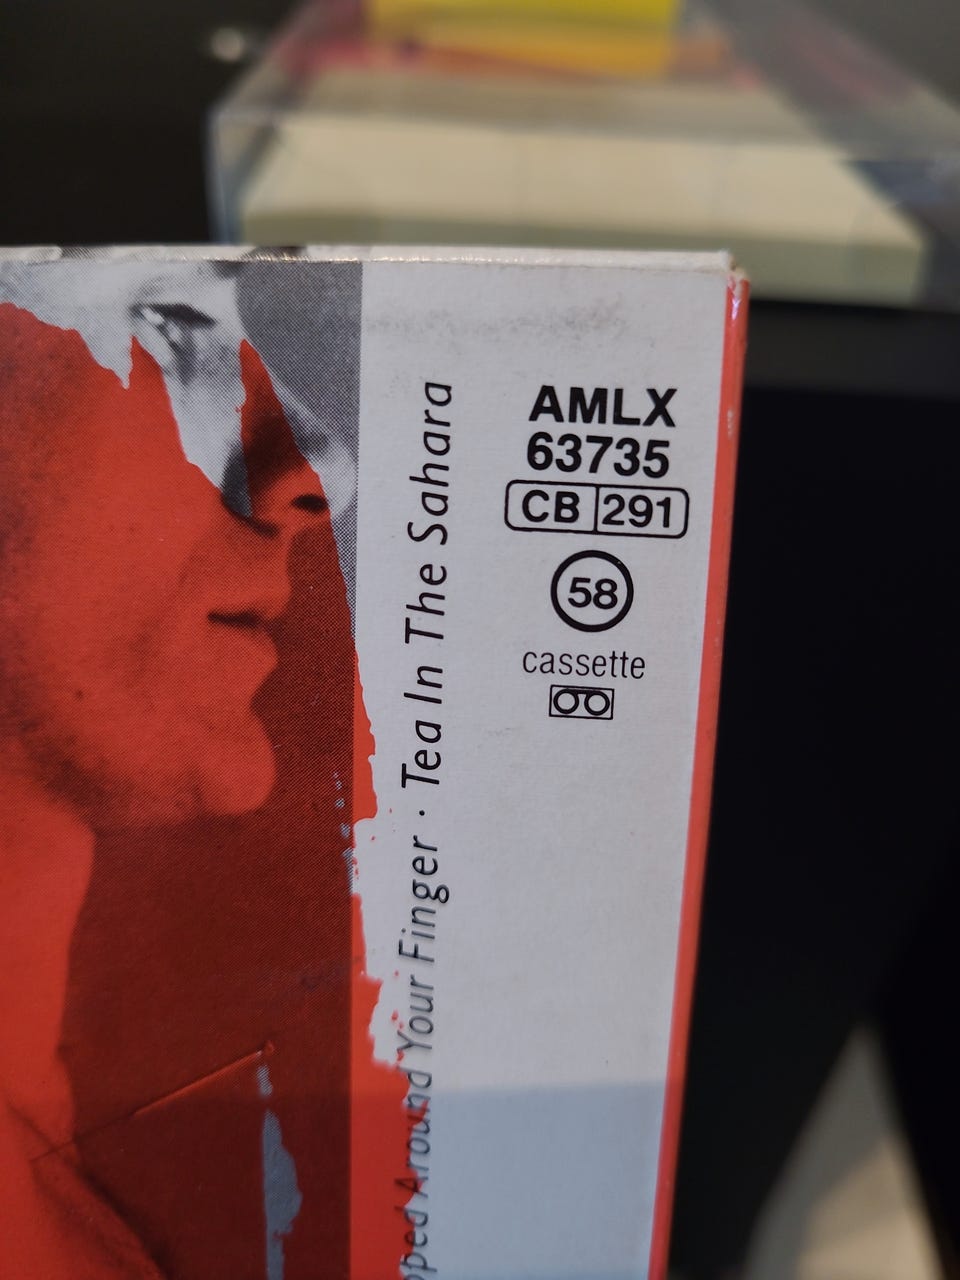 AMLX
63735
CB 291
58
cassette
Around Your Finger · Tea In The Sahara